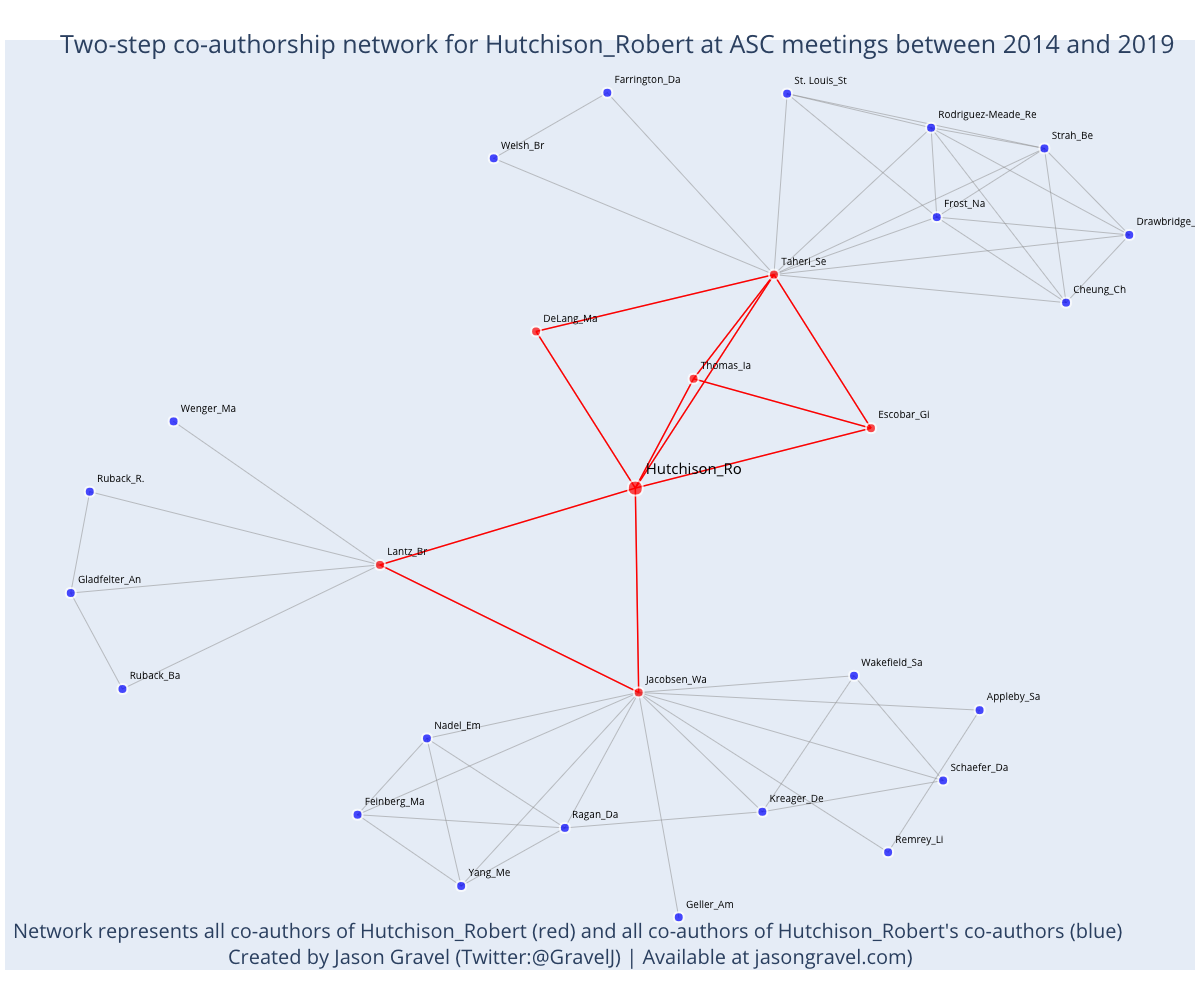 Two-step co-authorship network for Hutchison_Robert at ASC meetings between 2014 and 2019
Farrington_Da
St. Louis_St
Rodriguez-Meade_Re
Strah_Be
Welsh_Br
Frost_Na
Drawbridge_
Taheri_Se
Cheung_Ch
DeLang_Ma
Thomas_Ia
Wenger_Ma
Escobar_Gi
Hutchison_Ro
Ruback_R.
Lantz_Br
Gladfelter_An
Ruback_Ba
Jacobsen_Wa
Wakefield_Sa
Appleby_Sa
Nadel_Em
Schaefer_Da
Feinberg_Ma
Kreager_De
Ragan_Da
Remrey_Li
Yang_Me
Geller_Am
Network represents all co-authors of Hutchison_Robert (red) and all co-authors of Hutchison_Robert's co-authors (blue)
Created by Jason Gravel (Twitter:@GravelJ) | Available at jasongravel.com)